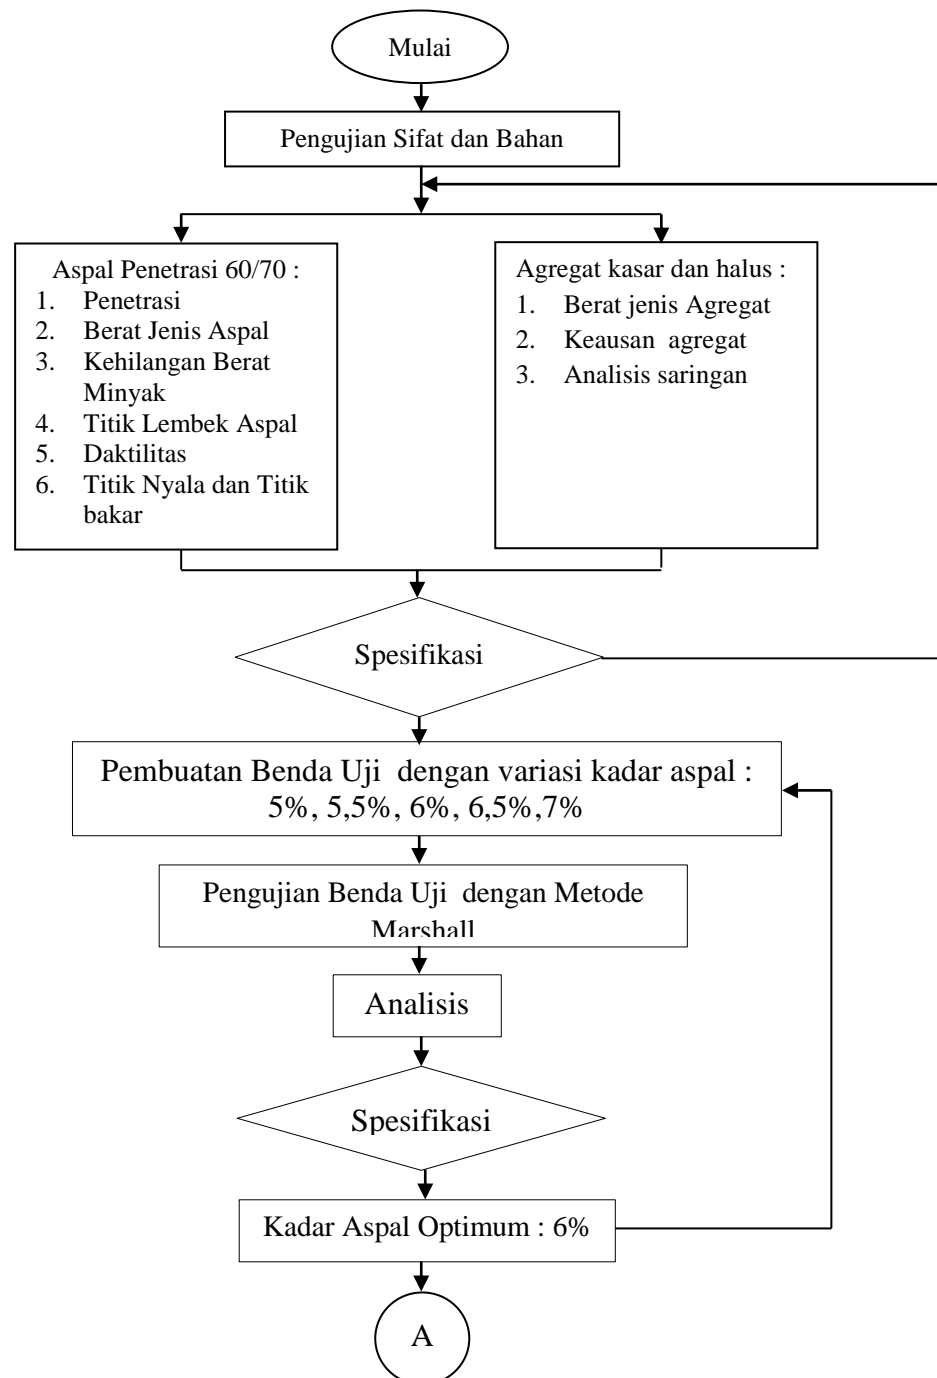 Mulai
Pengujian Sifat dan Bahan
Aspal Penetrasi 60/70 :
1. Penetrasi
2. Berat Jenis Aspal
3. Kehilangan Berat
Minyak
4. Titik Lembek Aspal
5. Daktilitas
6. Titik Nyala dan Titik
bakar
Agregat kasar dan halus :
1. Berat jenis Agregat
2. Keausan agregat
3. Analisis saringan
Spesifikasi
Pembuatan Benda Uji dengan variasi kadar aspal :
5%, 5,5%, 6%, 6,5%,7%
Pengujian Benda Uji dengan Metode
Marshall
Analisis
Spesifikasi
Kadar Aspal Optimum : 6%
A